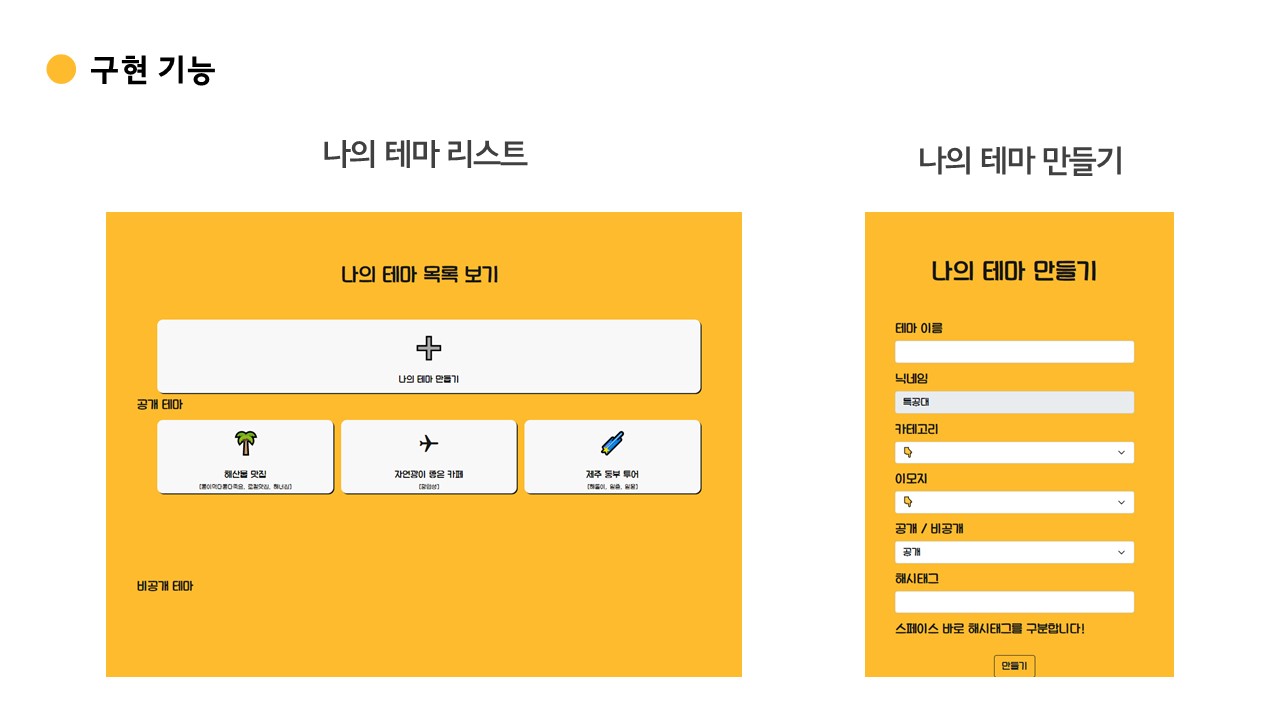 구현 기능
나의 테마 리스트
나의 테마 목록 보기
나의 테마 만들기
공개 테마
해산물 맛집
자연광이 좋은 카페
제주 동부 투어
비공개 테마
나의 테마 만들기
나의 테마 만들기
테마 이름
닉네임
특공대
카테고리
이모지
공개 / 비공개
공개
해시태그
스페이스 바로 해시태그를 구분합니다!
만들기